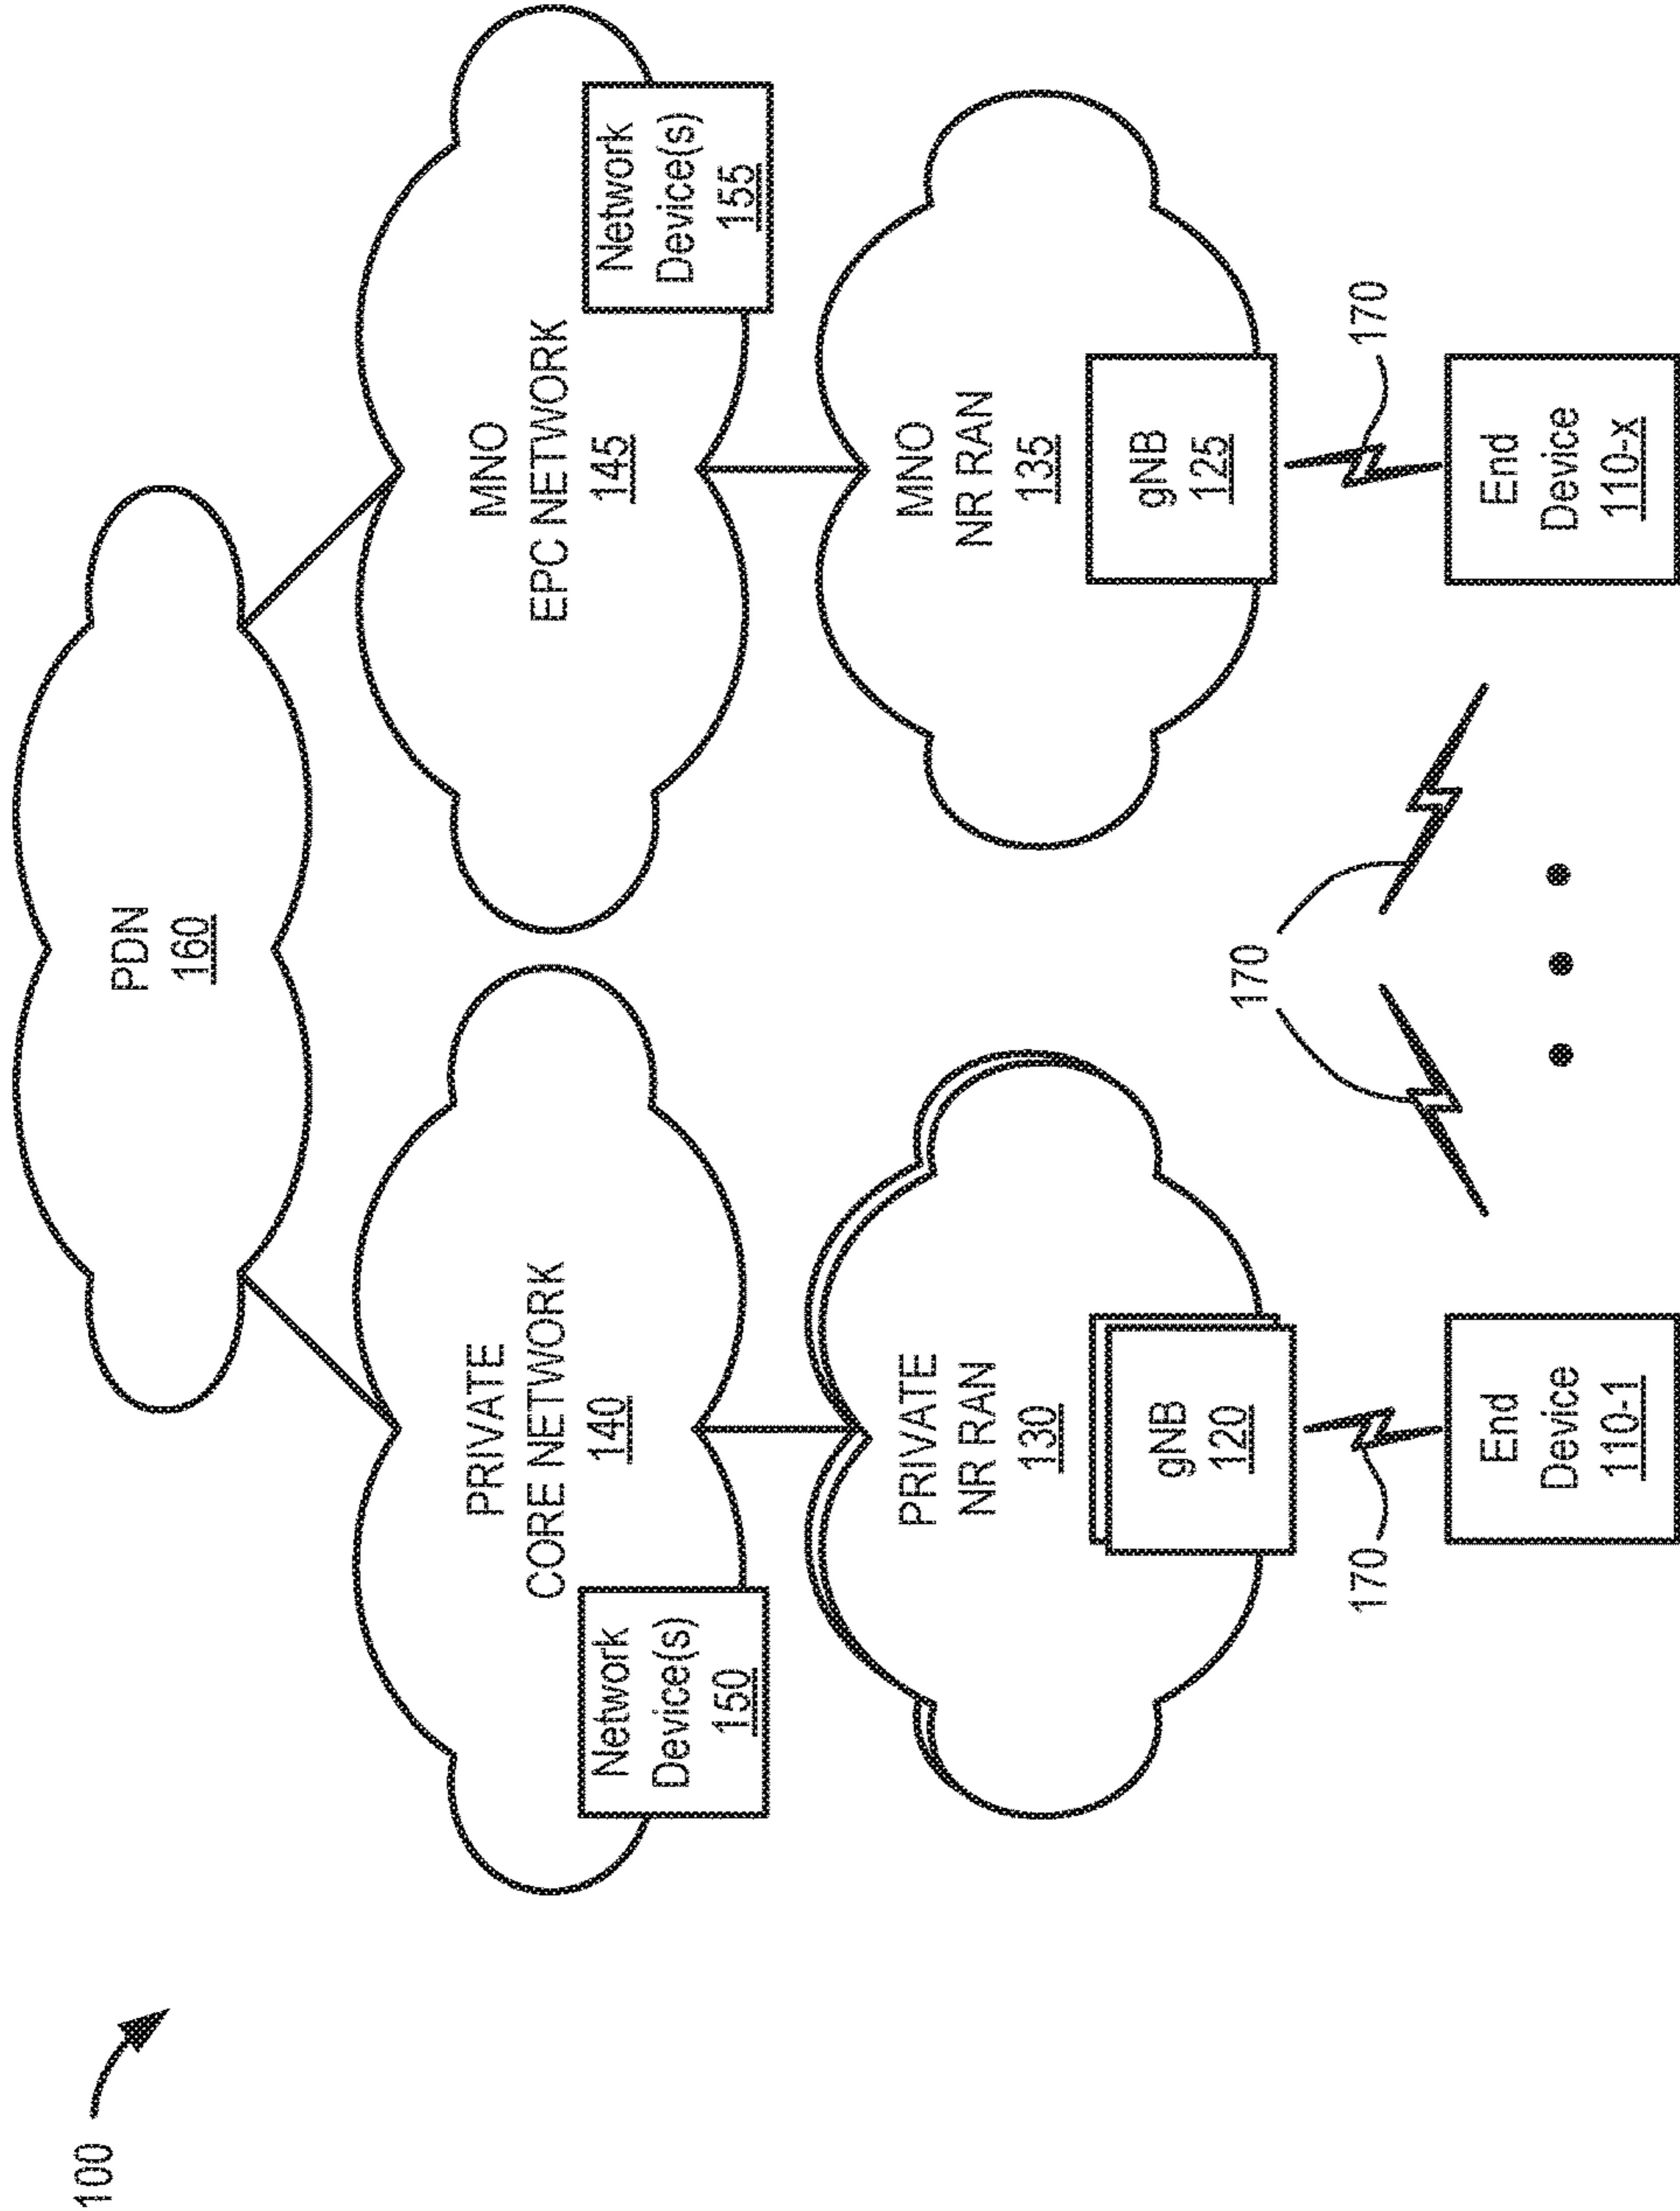 100
PDN
160
PRIVATE
CORE NETWORK
140
Network
Device(s)
150
MNO
EPC NETWORK
145
Network
Device(s)
155
PRIVATE
NR RAN
130
gNB
120
MNO
NR RAN
135
gNB
125
170
170
170
End
Device
110-1
End
Device
110-x